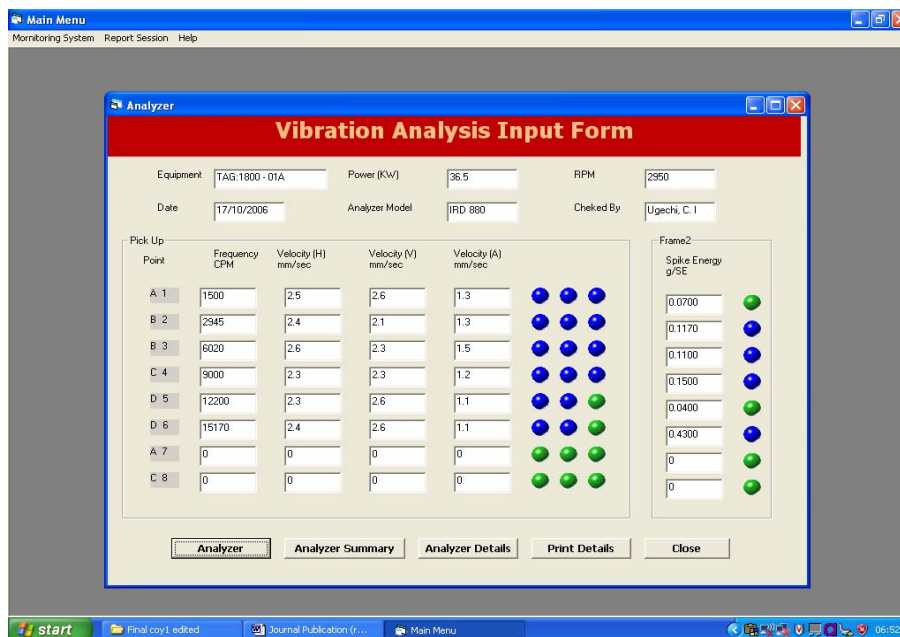 Main Menu
Mornitoring System Report Session Help
Analyzer
Vibration Analysis Input Form
Equipment TAG:1800 - 01A Power (KW) 36.5 RPM 2950
Date 17/10/2006 Analyzer Model IRD 880 Cheked By Ugechi, C. I
Pick Up Frame2
Point Frequency CPM Velocity (H) mm/sec Velocity (V) mm/sec Velocity (A) mm/sec Spike Energy g/SE
A 1 1500 2.5 2.6 1.3 0.0700
B 2 2945 2.4 2.1 1.3 0.1170
B 3 6020 2.6 2.3 1.5 0.1100
C 4 9000 2.3 2.3 1.2 0.1500
D 5 12200 2.3 2.6 1.1 0.0400
D 6 15170 2.4 2.6 1.1 0.4300
A 7 0 0 0 0 0
C 8 0 0 0 0 0
Analyzer Analyzer Summary Analyzer Details Print Details Close
start Final coy1 edited Journal Publication (r... Main Menu 06:52